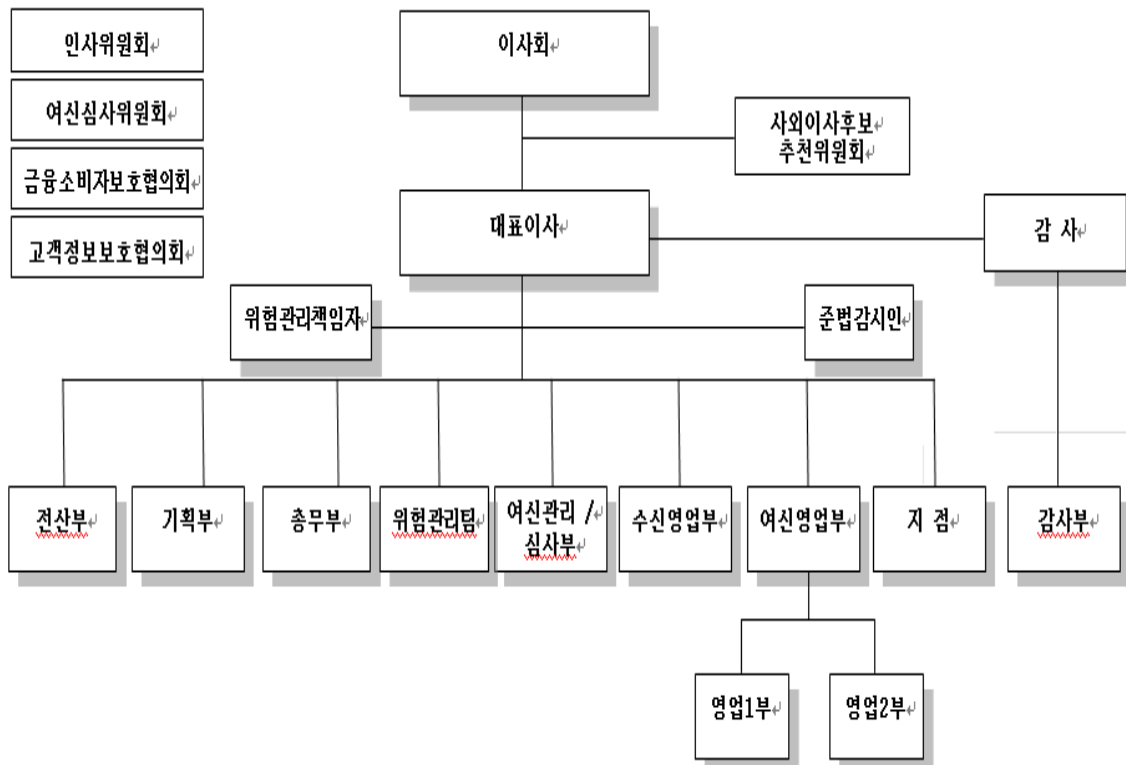 인사위원회
여신심사위원회
금융소비자보호협의회
고객정보보호협의회
이사회
사외이사후보
추천위원회
대표이사
감 사
위험관리책임자
준법감시인
전산부
기획부
총무부
위험관리팀
여신관리 /
심사부
수신영업부
여신영업부
지 점
감사부
영업1부
영업2부